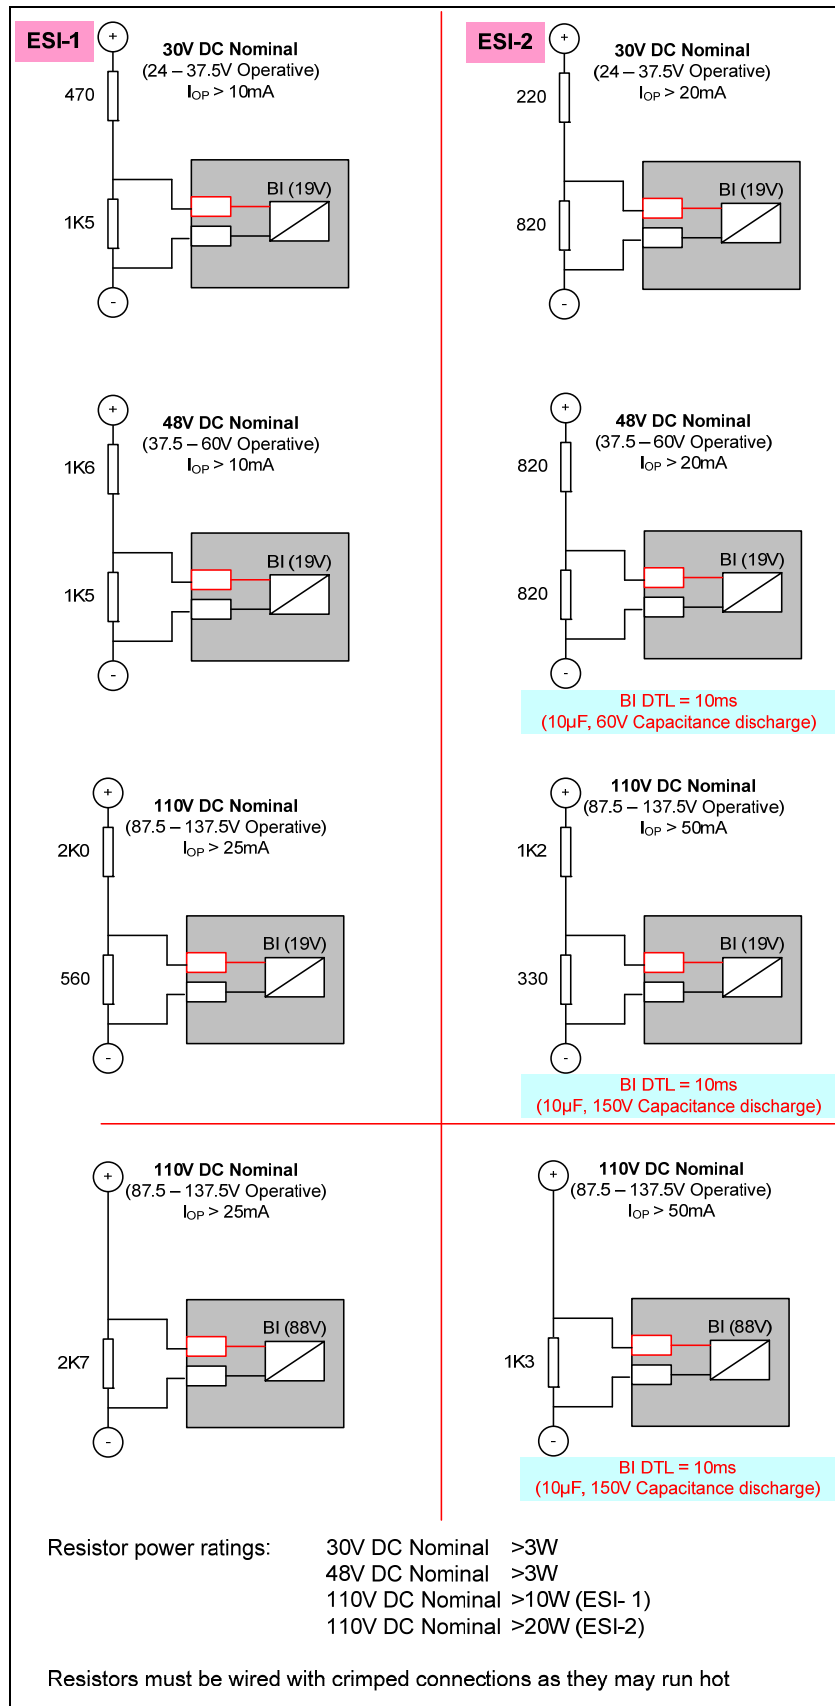 ESI-1
+
30V DC Nominal
(24 – 37.5V Operative)
IOP > 10mA
470
BI (19V)
1K5
-
ESI-2
+
30V DC Nominal
(24 – 37.5V Operative)
IOP > 20mA
220
BI (19V)
820
-
+
48V DC Nominal
(37.5 – 60V Operative)
IOP > 10mA
1K6
BI (19V)
1K5
-
+
48V DC Nominal
(37.5 – 60V Operative)
IOP > 20mA
820
BI (19V)
820
-
BI DTL = 10ms
(10µF, 60V Capacitance discharge)
+
110V DC Nominal
(87.5 – 137.5V Operative)
IOP > 25mA
2K0
BI (19V)
560
-
+
110V DC Nominal
(87.5 – 137.5V Operative)
IOP > 50mA
1K2
BI (19V)
330
-
BI DTL = 10ms
(10µF, 150V Capacitance discharge)
+
110V DC Nominal
(87.5 – 137.5V Operative)
IOP > 25mA
BI (88V)
2K7
-
+
110V DC Nominal
(87.5 – 137.5V Operative)
IOP > 50mA
BI (88V)
1K3
-
BI DTL = 10ms
(10µF, 150V Capacitance discharge)
Resistor power ratings: 30V DC Nominal >3W
48V DC Nominal >3W
110V DC Nominal >10W (ESI- 1)
110V DC Nominal >20W (ESI-2)
Resistors must be wired with crimped connections as they may run hot